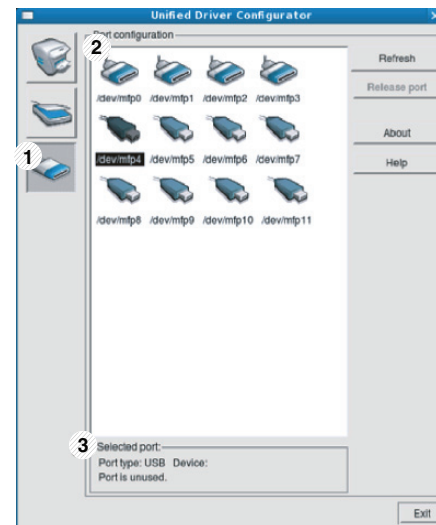 Unified Driver Configurator
2
Port configuration
Refresh
/dev/mfp0 /dev/mfp1 /dev/mfp2 /dev/mfp3
Release port
About
1
/dev/mfp4 /dev/mfp5 /dev/mfp6 /dev/mfp7
Help
/dev/mfp8 /dev/mfp9 /dev/mfp10 /dev/mfp11
3
Selected port:
Port type: USB Device:
Port is unused.
Exit